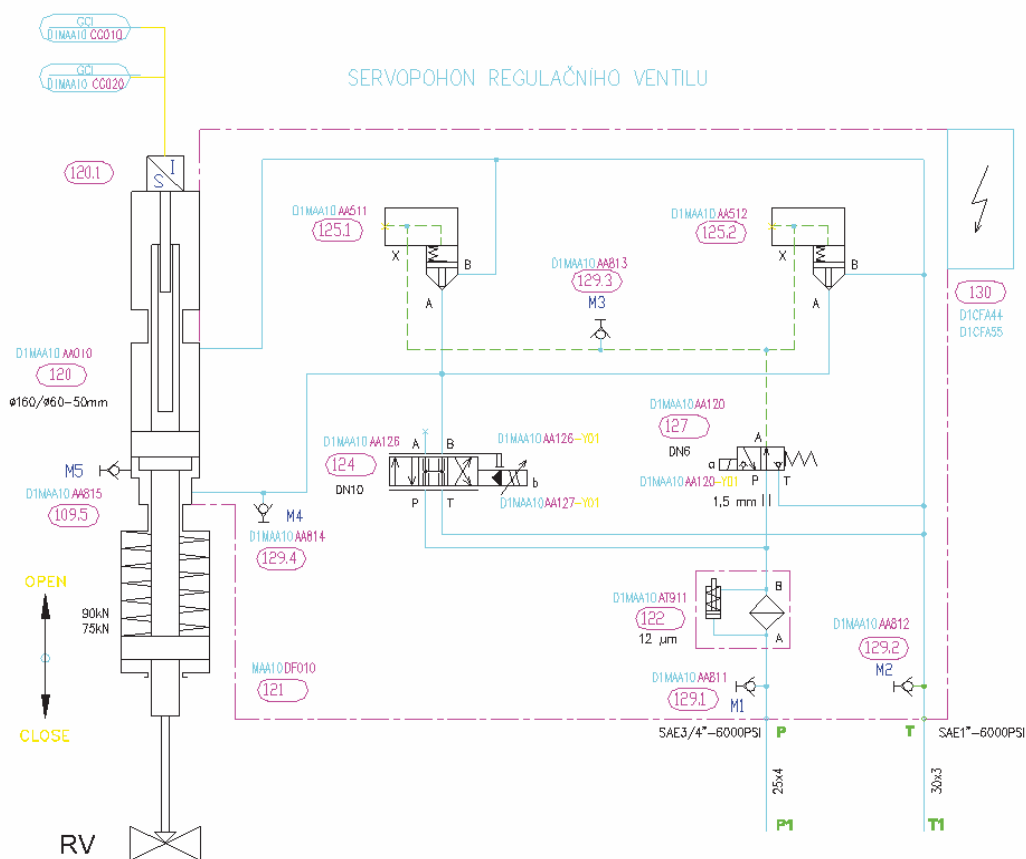 GCI
D1MAA10 CG010
GCI
D1MAA10 CG020
SERVOPOHON REGULAČNÍHO VENTILU
120.1
I
S
D1MAA10 AA511
125.1
X
B
A
D1MAA10 AA512
125.2
X
B
A
D1MAA10 AA813
129.3
M3
130
D1CFA44
D1CFA55
D1MAA10 AA010
120
ø160/ø60-50mm
D1MAA10 AA120
127
DN6
A
a
P T
D1MAA10 AA120-Y01
1,5 mm
D1MAA10 AA126
124
DN10
A B
D1MAA10 AA126-Y01
b
P T
D1MAA10 AA127-Y01
M5
D1MAA10 AA815
109.5
M4
D1MAA10 AA814
129.4
OPEN
90kN
75kN
CLOSE
D1MAA10 AT911
122
12 µm
B
A
D1MAA10 AA812
129.2
M2
MAA10 DF010
121
D1MAA10 AA811
129.1
M1
SAE3/4"-6000PSI
P
T
SAE1"-6000PSI
25x4
30x3
P1
T1
RV